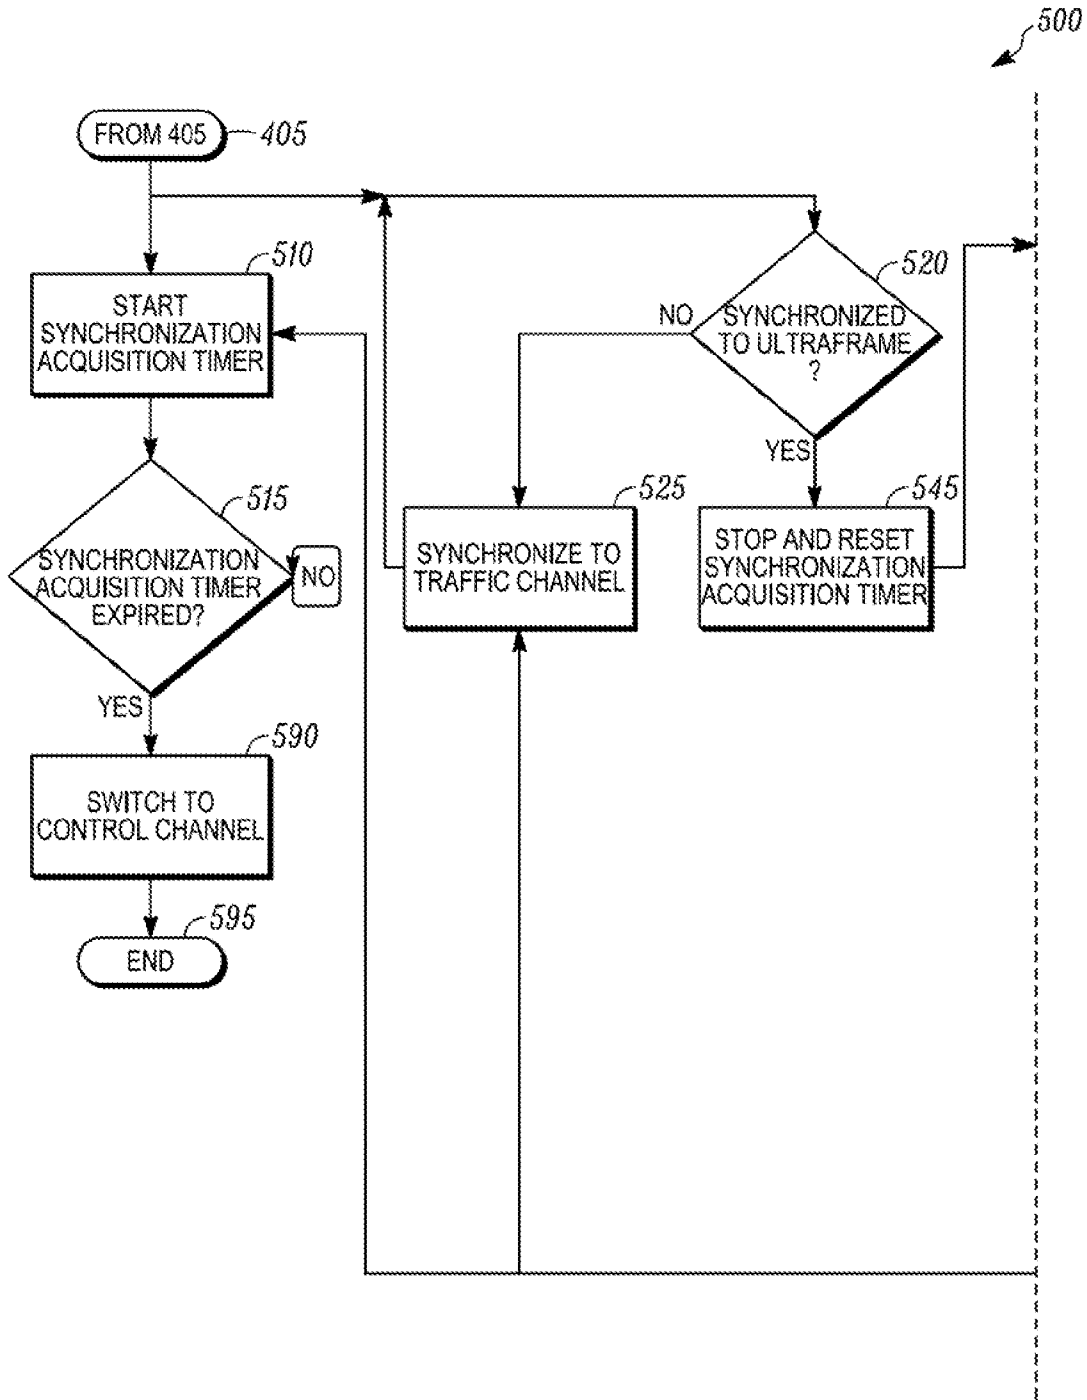 500
FROM 405
405
510
START
SYNCHRONIZATION
ACQUISITION TIMER
520
NO
SYNCHRONIZED
TO ULTRAFRAME
?
YES
515
SYNCHRONIZATION
ACQUISITION TIMER
EXPIRED?
NO
YES
525
SYNCHRONIZE TO
TRAFFIC CHANNEL
545
STOP AND RESET
SYNCHRONIZATION
ACQUISITION TIMER
590
SWITCH TO
CONTROL CHANNEL
595
END